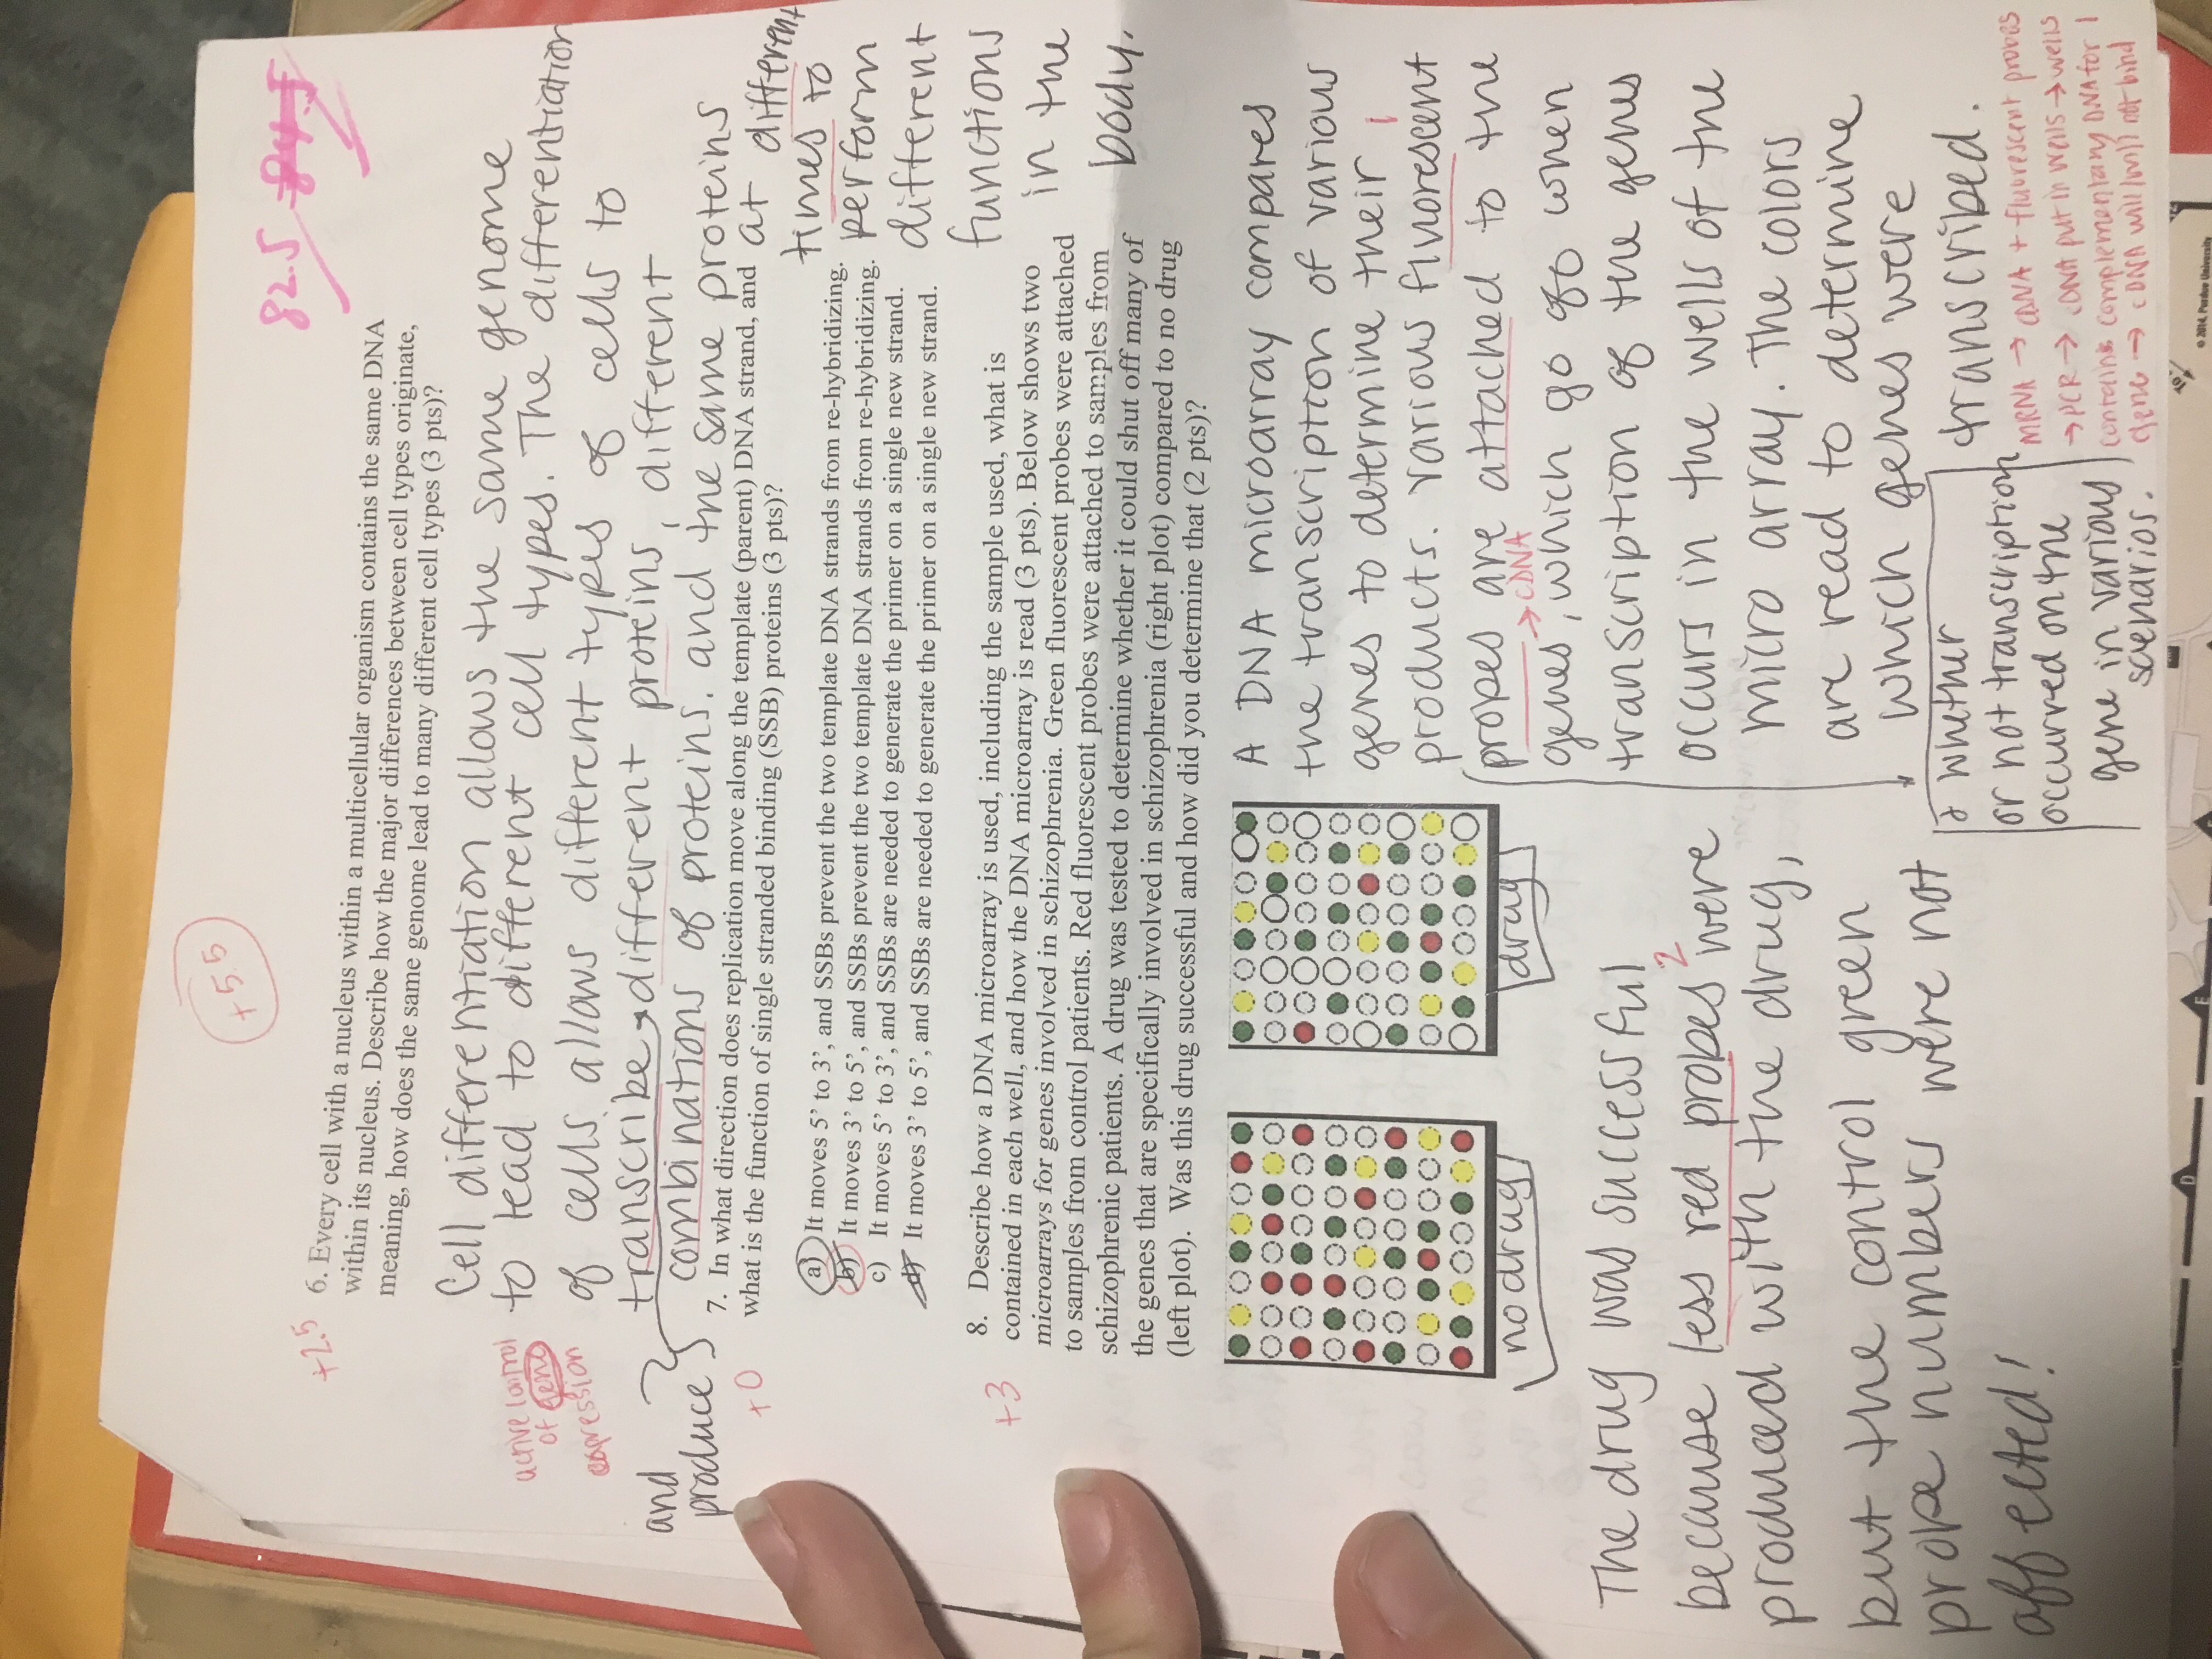 +5.5
82.5 84.5
+2.5
6. Every cell with a nucleus within a multicellular organism contains the same DNA
within its nucleus. Describe how the major differences between cell types originate,
meaning, how does the same genome lead to many different cell types (3 pts)?
Cell differentiation allows the same genome
to lead to different cell types. The differentiation
of cells allows different types of cells to
transcribe different proteins, different
combinations of proteins. and the same proteins
at different
times to
perform
different
functions
in the
body.
active control
of gene
expression
and
produce
+0
7. In what direction does replication move along the template (parent) DNA strand, and
what is the function of single stranded binding (SSB) proteins (3 pts)?
a) It moves 5' to 3', and SSBs prevent the two template DNA strands from re-hybridizing.
b) It moves 3' to 5', and SSBs prevent the two template DNA strands from re-hybridizing.
c) It moves 5' to 3', and SSBs are needed to generate the primer on a single new strand.
d) It moves 3' to 5', and SSBs are needed to generate the primer on a single new strand.
+3
8. Describe how a DNA microarray is used, including the sample used, what is
contained in each well, and how the DNA microarray is read (3 pts). Below shows two
microarrays for genes involved in schizophrenia. Green fluorescent probes were attached
to samples from control patients. Red fluorescent probes were attached to samples from
schizophrenic patients. A drug was tested to determine whether it could shut off many of
the genes that are specifically involved in schizophrenia (right plot) compared to no drug
(left plot). Was this drug successful and how did you determine that (2 pts)?
no drug
drug
The drug was successful
because less red probes were
2
produced with the drug,
but the control green
probe numbers were not
affected!
A DNA microarray compares
the transcription of various
genes to determine their
1
products. Various fluorescent
probes are attached to the
→ cDNA
genes, which go off when
transcription of the genes
occurs in the wells of the
micro array. The colors
are read to determine
which genes were
transcribed.
& whether
or not transcription
occurred on the
gene in various
scenarios.
MRNA → cDNA + fluorescent probes
→ PCR → cDNA put in wells → wells
contains complementary DNA for 1
gene → cDNA will/will not bind
D
E
To
© 2014, Purdue University